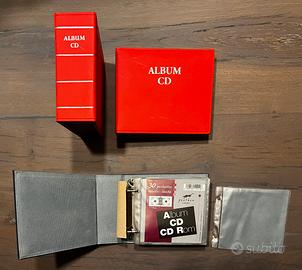 ALBUM
CD
ALBUM
CD
30
Album
CD
CD Rom
subito